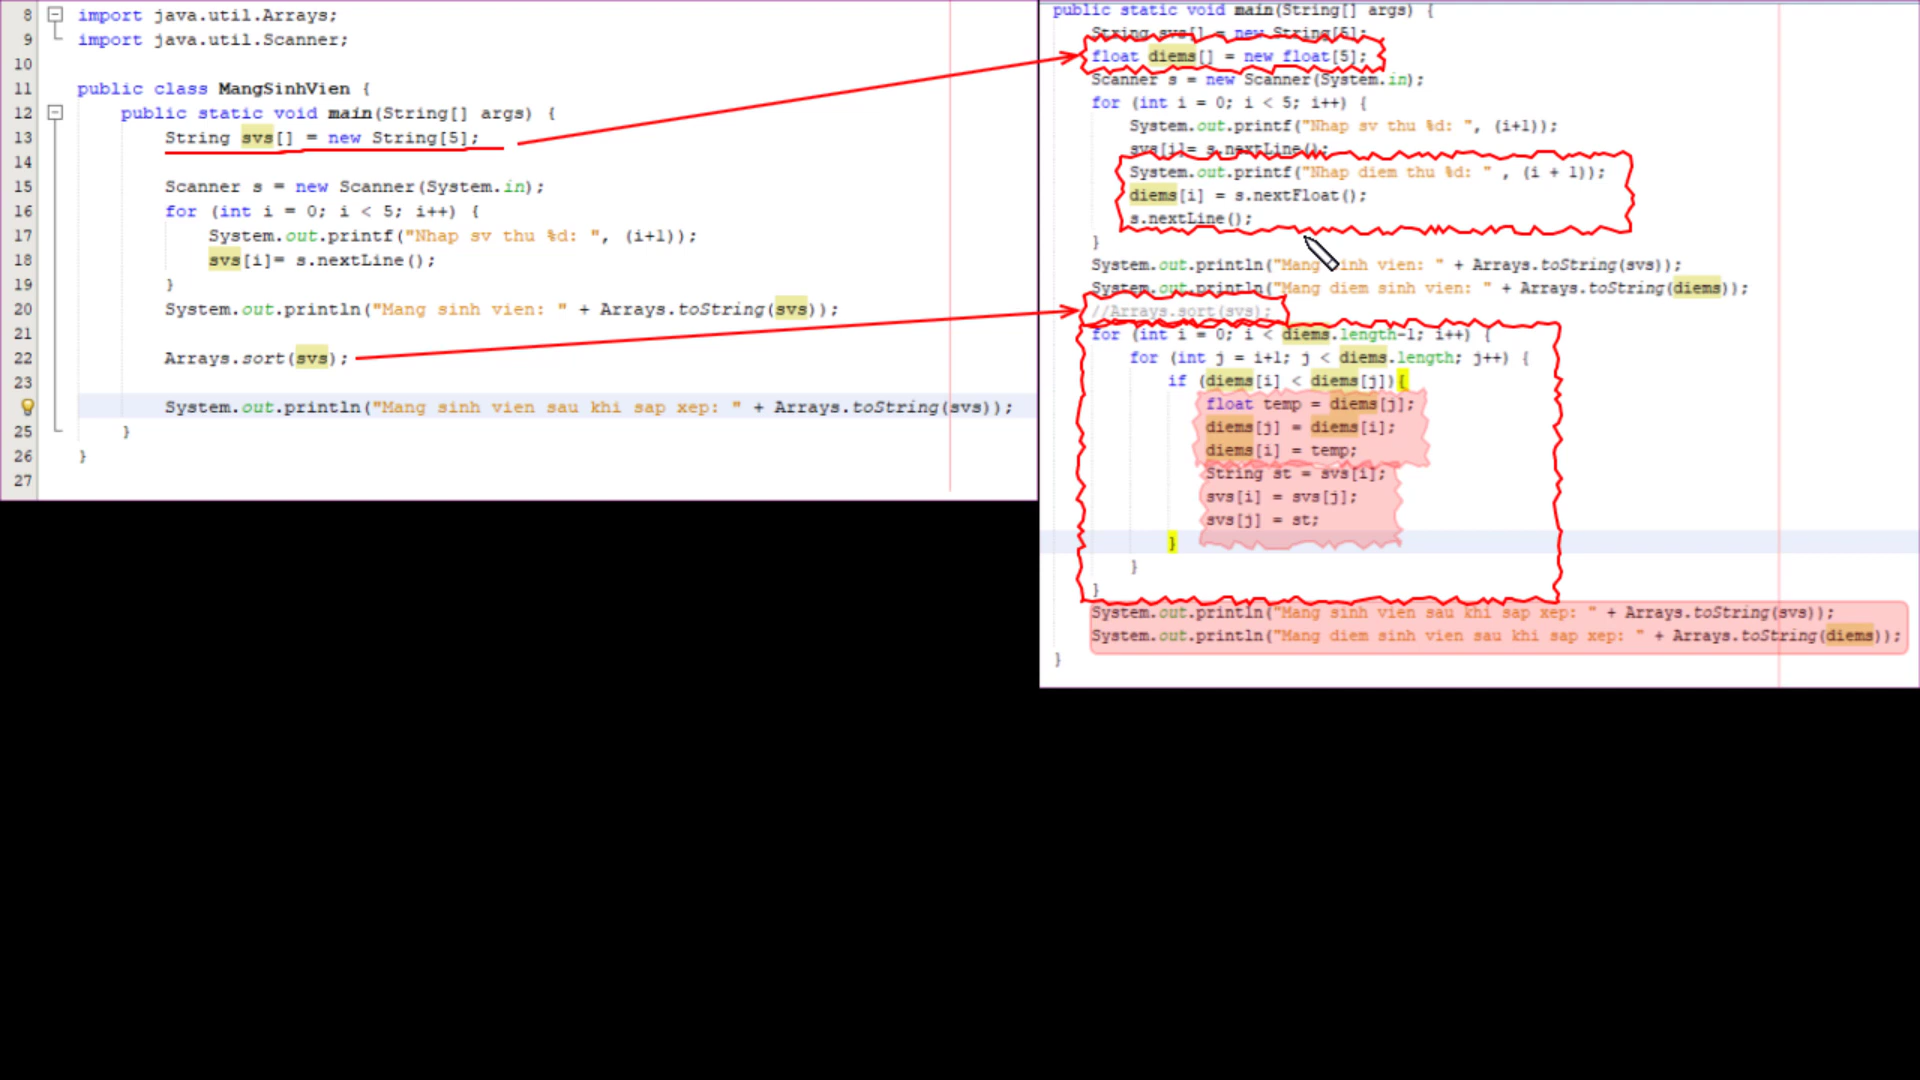 8 import java.util.Arrays;
9 import java.util.Scanner;
10
11 public class MangSinhVien {
12 public static void main(String[] args) {
13 String svs[] = new String[5];
14
15 Scanner s = new Scanner(System.in);
16 for (int i = 0; i < 5; i++) {
17 System.out.printf("Nhap sv thu %d: ", (i+1));
18 svs[i]= s.nextLine();
19 }
20 System.out.println("Mang sinh vien: " + Arrays.toString(svs));
21
22 Arrays.sort(svs);
23
System.out.println("Mang sinh vien sau khi sap xep: " + Arrays.toString(svs));
25 }
26 }
27
public static void main(String[] args) {
String svs[] = new String[5];
float diems[] = new float[5];
Scanner s = new Scanner(System.in);
for (int i = 0; i < 5; i++) {
System.out.printf("Nhap sv thu %d: ", (i+1));
svs[i]= s.nextLine();
System.out.printf("Nhap diem thu %d: " , (i + 1));
diems[i] = s.nextFloat();
s.nextLine();
}
System.out.println("Mang sinh vien: " + Arrays.toString(svs));
System.out.println("Mang diem sinh vien: " + Arrays.toString(diems));
//Arrays.sort(svs);
for (int i = 0; i < diems.length-1; i++) {
for (int j = i+1; j < diems.length; j++) {
if (diems[i] < diems[j]){
float temp = diems[j];
diems[j] = diems[i];
diems[i] = temp;
String st = svs[i];
svs[i] = svs[j];
svs[j] = st;
}
}
}
System.out.println("Mang sinh vien sau khi sap xep: " + Arrays.toString(svs));
System.out.println("Mang diem sinh vien sau khi sap xep: " + Arrays.toString(diems));
}